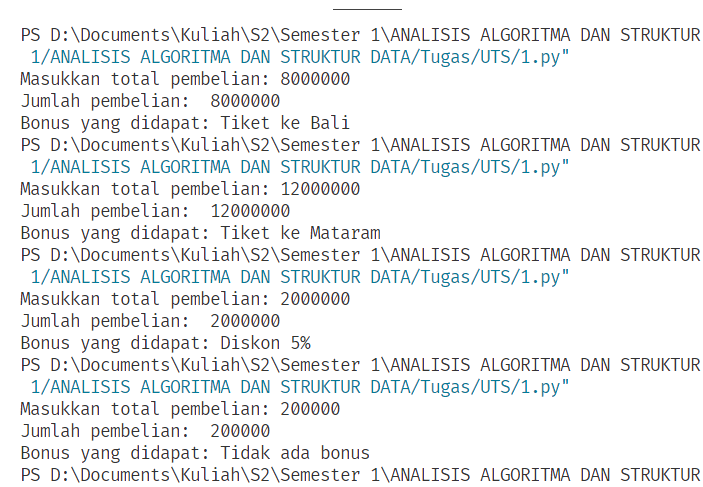 PS D:\Documents\Kuliah\S2\Semester 1\ANALISIS ALGORITMA DAN STRUKTUR
1/ANALISIS ALGORITMA DAN STRUKTUR DATA/Tugas/UTS/1.py"
Masukkan total pembelian: 8000000
Jumlah pembelian:  8000000
Bonus yang didapat: Tiket ke Bali
PS D:\Documents\Kuliah\S2\Semester 1\ANALISIS ALGORITMA DAN STRUKTUR
1/ANALISIS ALGORITMA DAN STRUKTUR DATA/Tugas/UTS/1.py"
Masukkan total pembelian: 12000000
Jumlah pembelian:  12000000
Bonus yang didapat: Tiket ke Mataram
PS D:\Documents\Kuliah\S2\Semester 1\ANALISIS ALGORITMA DAN STRUKTUR
1/ANALISIS ALGORITMA DAN STRUKTUR DATA/Tugas/UTS/1.py"
Masukkan total pembelian: 2000000
Jumlah pembelian:  2000000
Bonus yang didapat: Diskon 5%
PS D:\Documents\Kuliah\S2\Semester 1\ANALISIS ALGORITMA DAN STRUKTUR
1/ANALISIS ALGORITMA DAN STRUKTUR DATA/Tugas/UTS/1.py"
Masukkan total pembelian: 200000
Jumlah pembelian:  200000
Bonus yang didapat: Tidak ada bonus
PS D:\Documents\Kuliah\S2\Semester 1\ANALISIS ALGORITMA DAN STRUKTUR